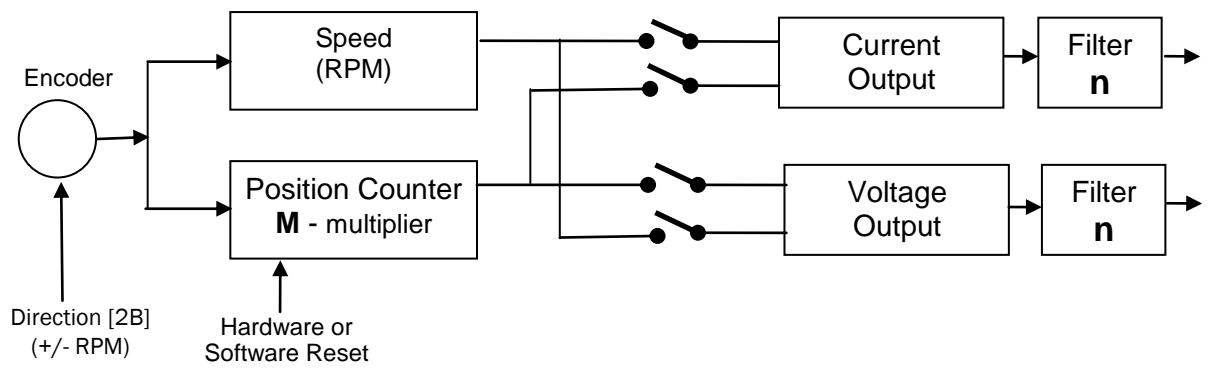 Encoder
Speed
(RPM)
Current
Output
Filter
n
Position Counter
M - multiplier
Voltage
Output
Filter
n
Direction [2B]
(+/- RPM)
Hardware or
Software Reset